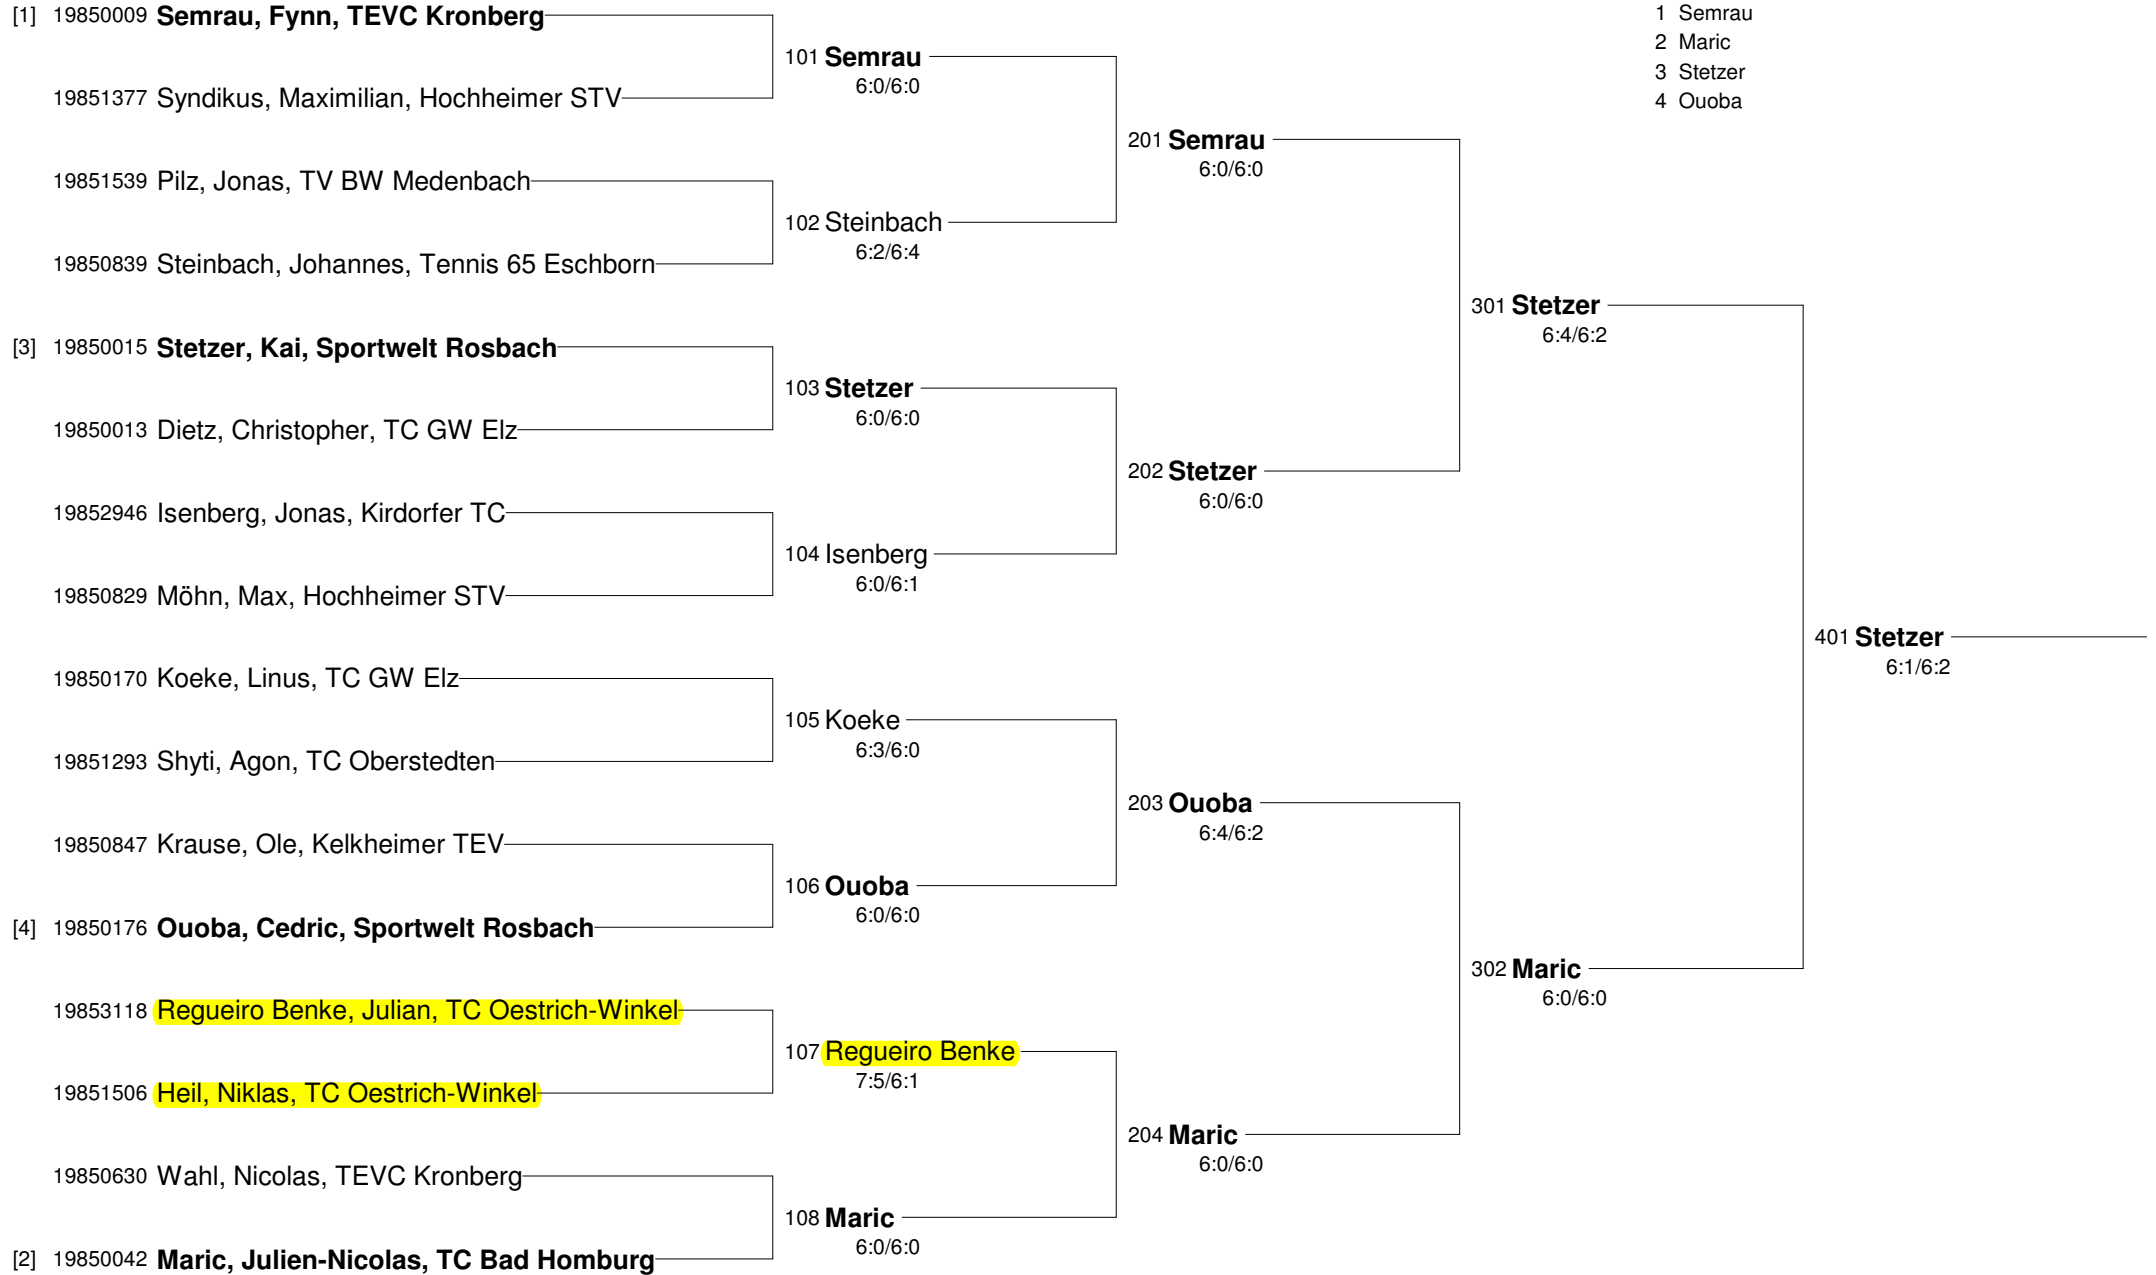 [1] 19850009 Semrau, Fynn, TEVC Kronberg
19851377 Syndikus, Maximilian, Hochheimer STV
19851539 Pilz, Jonas, TV BW Medenbach
19850839 Steinbach, Johannes, Tennis 65 Eschborn
[3] 19850015 Stetzer, Kai, Sportwelt Rosbach
19850013 Dietz, Christopher, TC GW Elz
19852946 Isenberg, Jonas, Kirdorfer TC
19850829 Möhn, Max, Hochheimer STV
19850170 Koeke, Linus, TC GW Elz
19851293 Shyti, Agon, TC Oberstedten
19850847 Krause, Ole, Kelkheimer TEV
[4] 19850176 Ouoba, Cedric, Sportwelt Rosbach
19853118 Regueiro Benke, Julian, TC Oestrich-Winkel
19851506 Heil, Niklas, TC Oestrich-Winkel
19850630 Wahl, Nicolas, TEVC Kronberg
[2] 19850042 Maric, Julien-Nicolas, TC Bad Homburg
101 Semrau
6:0/6:0
102 Steinbach
6:2/6:4
103 Stetzer
6:0/6:0
104 Isenberg
6:0/6:1
105 Koeke
6:3/6:0
106 Ouoba
6:0/6:0
107 Regueiro Benke
7:5/6:1
108 Maric
6:0/6:0
201 Semrau
6:0/6:0
202 Stetzer
6:0/6:0
203 Ouoba
6:4/6:2
204 Maric
6:0/6:0
301 Stetzer
6:4/6:2
302 Maric
6:0/6:0
401 Stetzer
6:1/6:2
1 Semrau
2 Maric
3 Stetzer
4 Ouoba